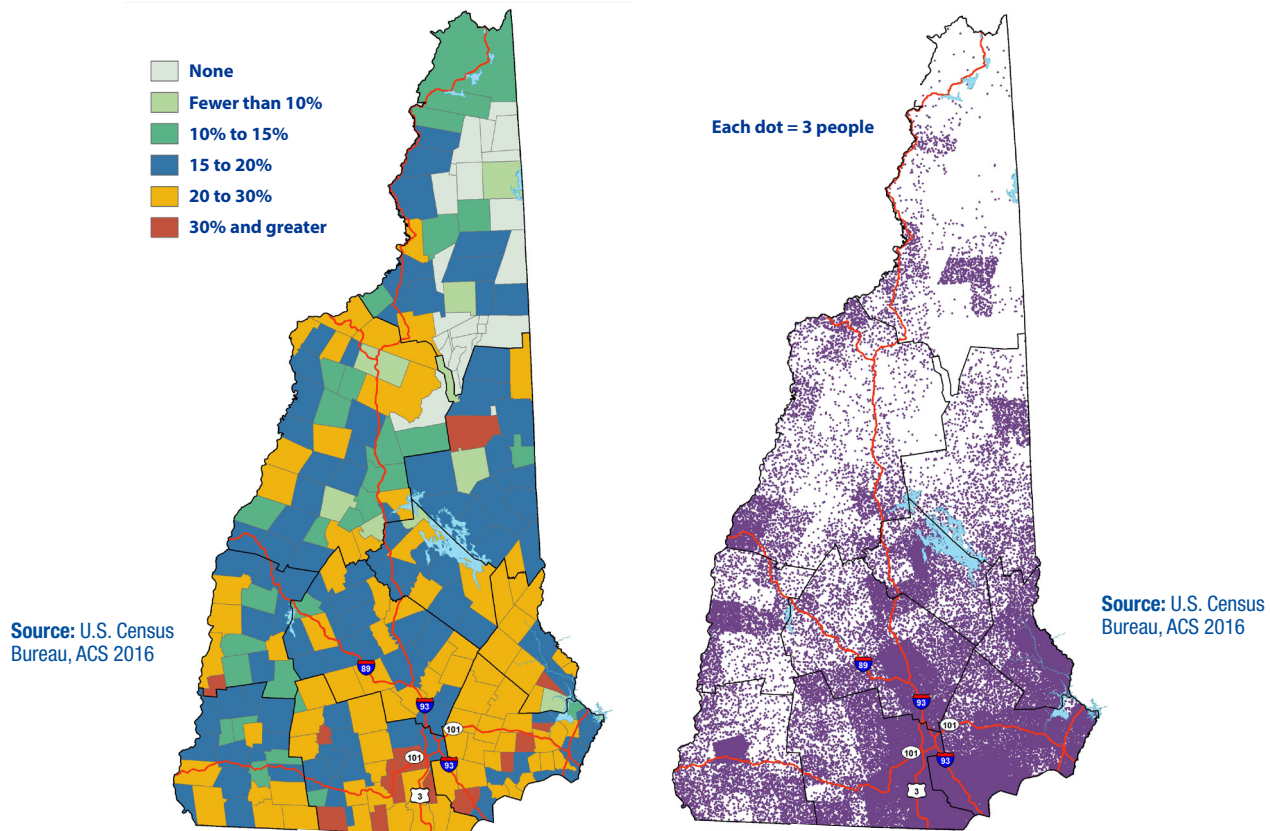 None
Fewer than 10%
10% to 15%
15 to 20%
20 to 30%
30% and greater
Source: U.S. Census
Bureau, ACS 2016
89
93
101
101
93
3
Each dot = 3 people
Source: U.S. Census
Bureau, ACS 2016
89
93
101
101
93
3